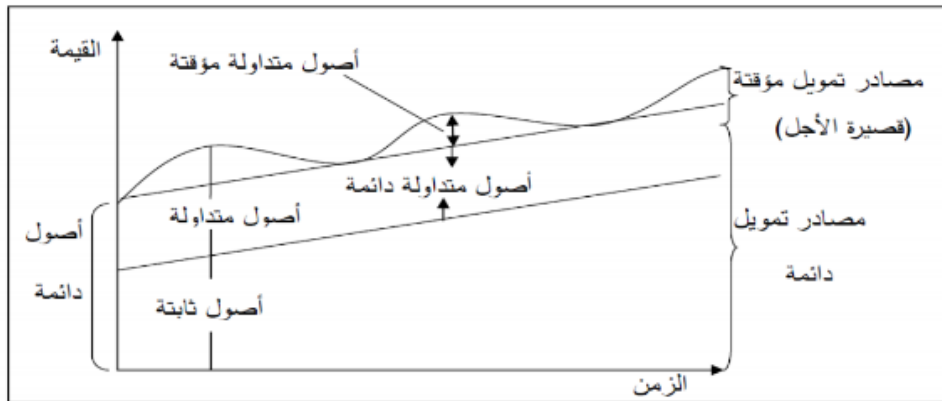 القيمة
أصول متداولة مؤقتة
مصادر تمويل مؤقتة
(قصيرة الأجل)
أصول متداولة دائمة
أصول متداولة
أصول
دائمة
مصادر تمويل
دائمة
أصول ثابتة
الزمن